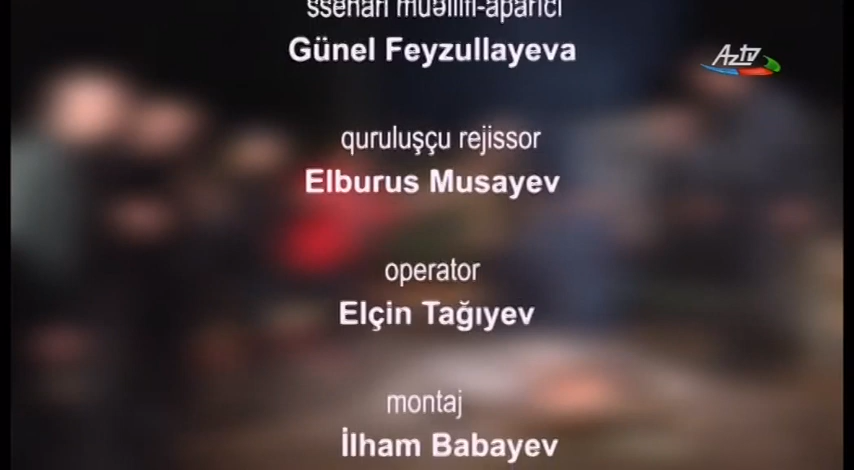 ssenari müəllifi-aparıcı
Günel Feyzullayeva
AzTV
quruluşçu rejissor
Elburus Musayev
operator
Elçin Tağıyev
montaj
İlham Babayev